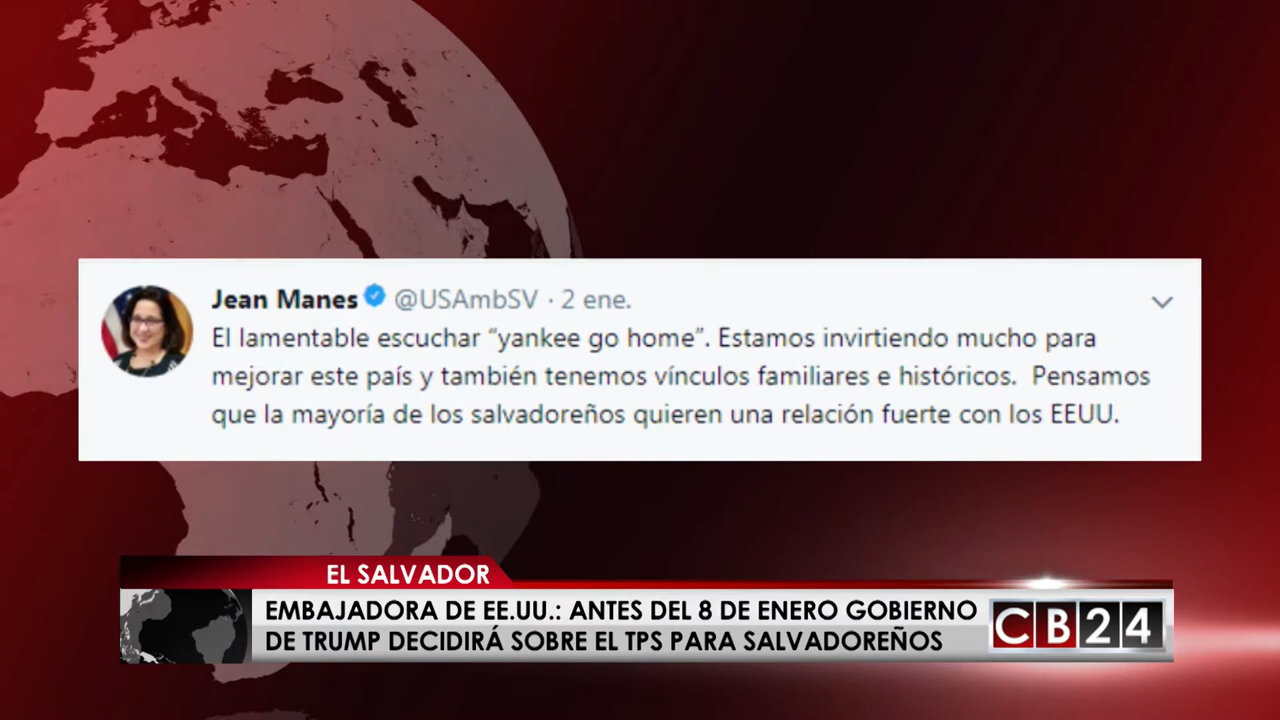 Jean Manes @USAmbSV · 2 ene.
El lamentable escuchar “yankee go home”. Estamos invirtiendo mucho para
mejorar este país y también tenemos vínculos familiares e históricos. Pensamos
que la mayoría de los salvadoreños quieren una relación fuerte con los EEUU.
EL SALVADOR
EMBAJADORA DE EE.UU.: ANTES DEL 8 DE ENERO GOBIERNO
DE TRUMP DECIDIRÁ SOBRE EL TPS PARA SALVADOREÑOS
CB24